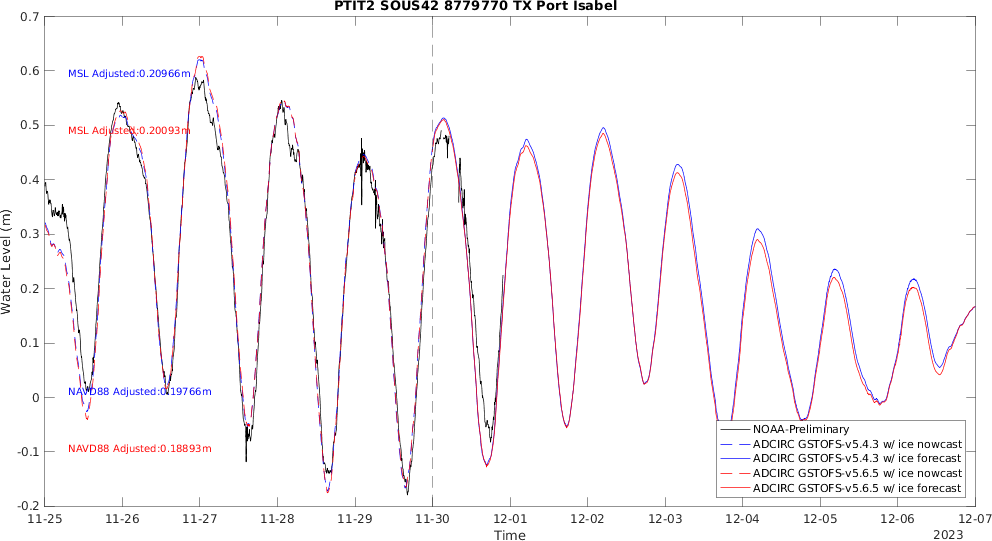 PTIT2 SOUS42 8779770 TX Port Isabel
0.7
0.6
0.5
0.4
0.3
0.2
0.1
0
-0.1
-0.2
Water Level (m)
MSL Adjusted:0.20966m
MSL Adjusted:0.20093m
NAVD88 Adjusted:0.19766m
NAVD88 Adjusted:0.18893m
NOAA-Preliminary
ADCIRC GSTOFS-v5.4.3 w/ ice nowcast
ADCIRC GSTOFS-v5.4.3 w/ ice forecast
ADCIRC GSTOFS-v5.6.5 w/ ice nowcast
ADCIRC GSTOFS-v5.6.5 w/ ice forecast
11-25 11-26 11-27 11-28 11-29 11-30 12-01 12-02 12-03 12-04 12-05 12-06 12-07
Time
2023